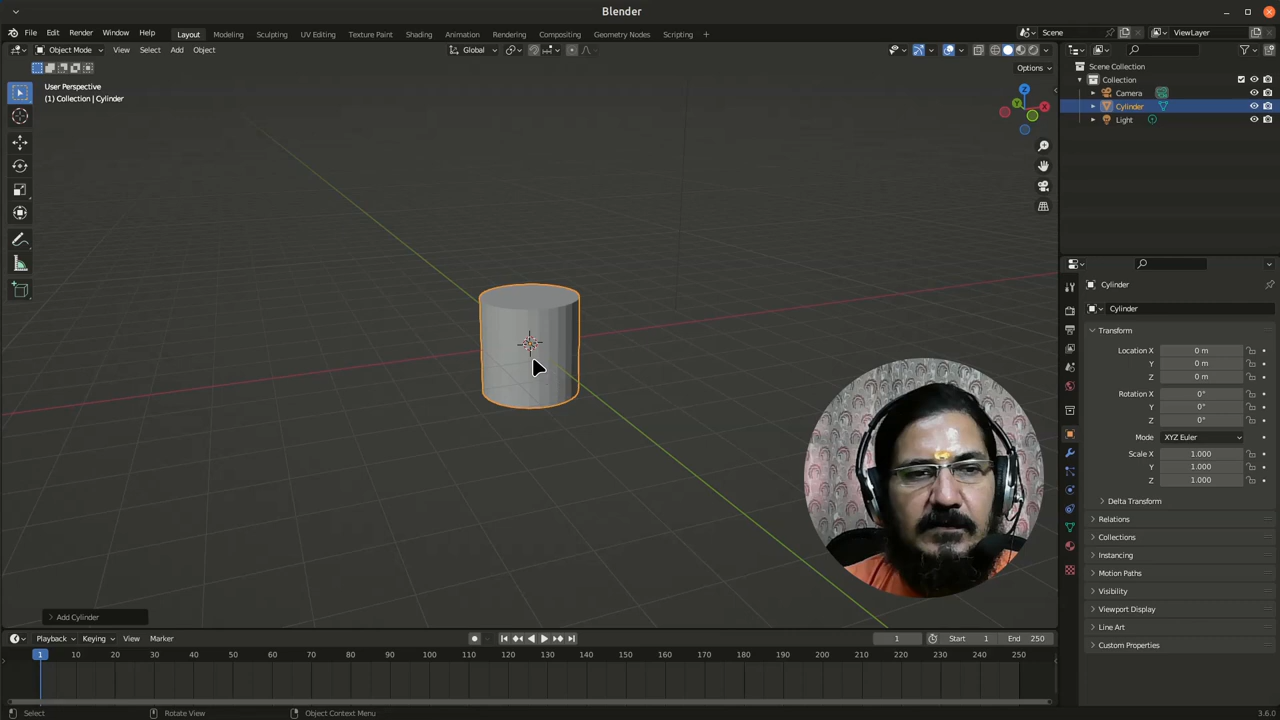 Blender
File Edit Render Window Help Layout Modeling Sculpting UV Editing Texture Paint Shading Animation Rendering Compositing Geometry Nodes Scripting + Scene ViewLayer
Object Mode View Select Add Object Global
Options
User Perspective
(1) Collection | Cylinder
Z
Y
X
Scene Collection
Collection
Camera
Cylinder
Light
Cylinder
Cylinder
Transform
Location X 0 m
Y 0 m
Z 0 m
Rotation X 0°
Y 0°
Z 0°
Mode XYZ Euler
Scale X 1.000
Y 1.000
Z 1.000
Delta Transform
Relations
Collections
Instancing
Motion Paths
Visibility
Viewport Display
Line Art
Custom Properties
Add Cylinder
Playback Keying View Marker 1 Start 1 End 250
1 10 20 30 40 50 60 70 80 90 100 110 120 130 140 150 160 170 180 190 200 210 220 230 240 250
Select Rotate View Object Context Menu 3.6.0